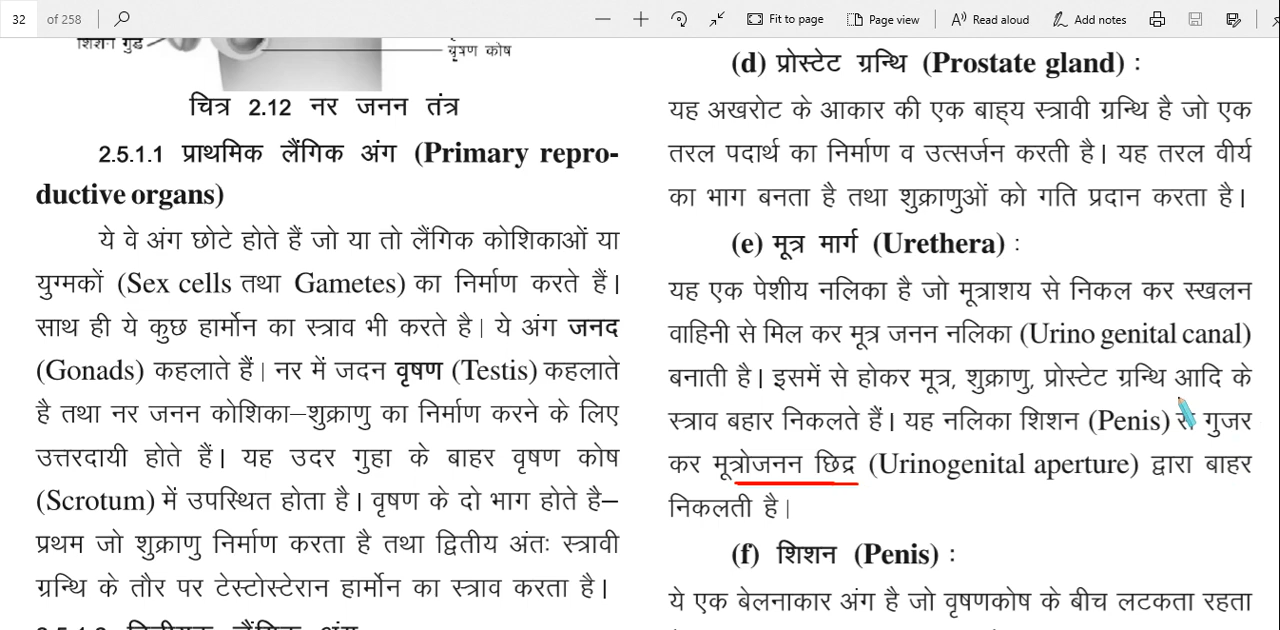 32 of 258 Fit to page Page view Read aloud Add notes
शिशन मुंड
वृषण कोष
चित्र 2.12 नर जनन तंत्र
2.5.1.1 प्राथमिक लैंगिक अंग (Primary repro-
ductive organs)
ये वे अंग छोटे होते हैं जो या तो लैंगिक कोशिकाओं या
युग्मकों (Sex cells तथा Gametes) का निर्माण करते हैं।
साथ ही ये कुछ हार्मोन का स्त्राव भी करते है। ये अंग जनद
(Gonads) कहलाते हैं। नर में जदन वृषण (Testis) कहलाते
है तथा नर जनन कोशिका–शुक्राणु का निर्माण करने के लिए
उत्तरदायी होते हैं। यह उदर गुहा के बाहर वृषण कोष
(Scrotum) में उपस्थित होता है। वृषण के दो भाग होते है–
प्रथम जो शुक्राणु निर्माण करता है तथा द्वितीय अंतः स्त्रावी
ग्रन्थि के तौर पर टेस्टोस्टेरान हार्मोन का स्त्राव करता है।
(d) प्रोस्टेट ग्रन्थि (Prostate gland) :
यह अखरोट के आकार की एक बाह्य स्त्रावी ग्रन्थि है जो एक
तरल पदार्थ का निर्माण व उत्सर्जन करती है। यह तरल वीर्य
का भाग बनता है तथा शुक्राणुओं को गति प्रदान करता है।
(e) मूत्र मार्ग (Urethera) :
यह एक पेशीय नलिका है जो मूत्राशय से निकल कर स्खलन
वाहिनी से मिल कर मूत्र जनन नलिका (Urino genital canal)
बनाती है। इसमें से होकर मूत्र, शुक्राणु, प्रोस्टेट ग्रन्थि आदि के
स्त्राव बहार निकलते हैं। यह नलिका शिशन (Penis) से गुजर
कर मूत्रोजनन छिद्र (Urinogenital aperture) द्वारा बाहर
निकलती है।
(f) शिशन (Penis) :
ये एक बेलनाकार अंग है जो वृषणकोष के बीच लटकता रहता